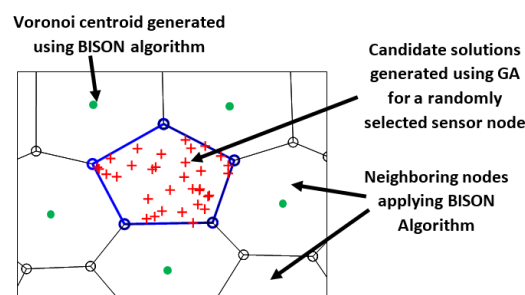 Voronoi centroid generated
using BISON algorithm
Candidate solutions
generated using GA
for a randomly
selected sensor node
Neighboring nodes
applying BISON
Algorithm